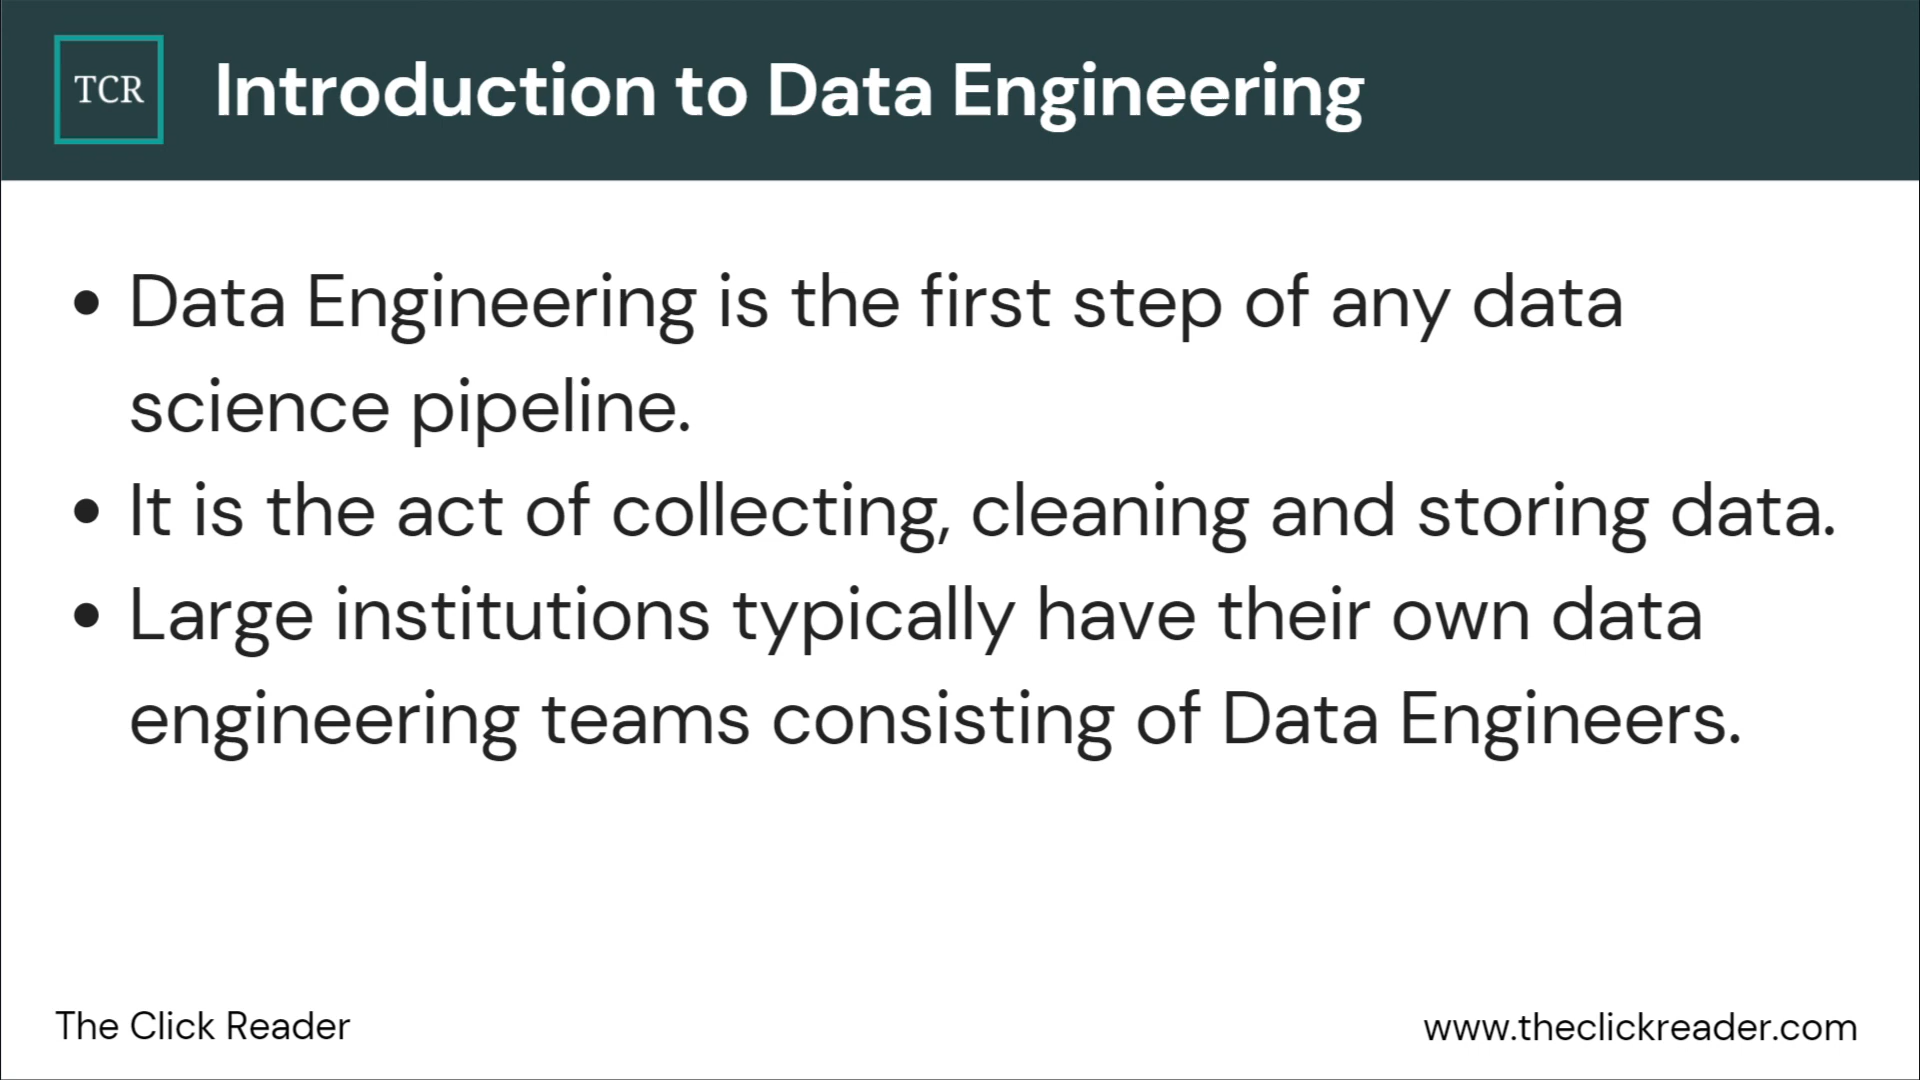 TCR
Introduction to Data Engineering
• Data Engineering is the first step of any data
science pipeline.
• It is the act of collecting, cleaning and storing data.
• Large institutions typically have their own data
engineering teams consisting of Data Engineers.
The Click Reader
www.theclickreader.com